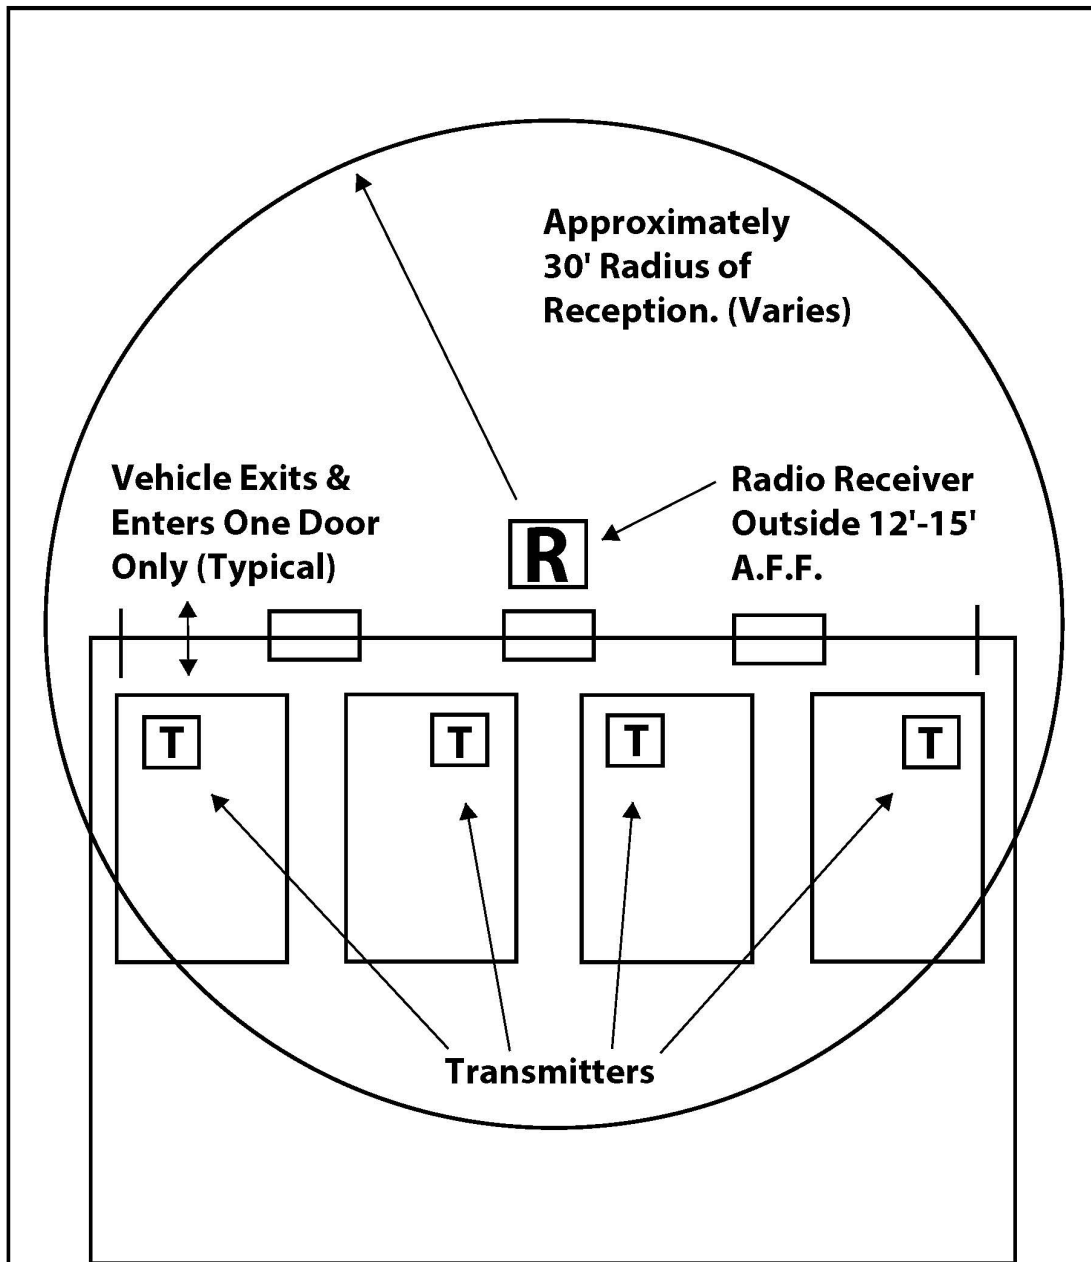 Approximately
30' Radius of
Reception. (Varies)
Vehicle Exits &
Enters One Door
Only (Typical)
Radio Receiver
Outside 12'-15'
A.F.F.
R
T
T
T
T
Transmitters